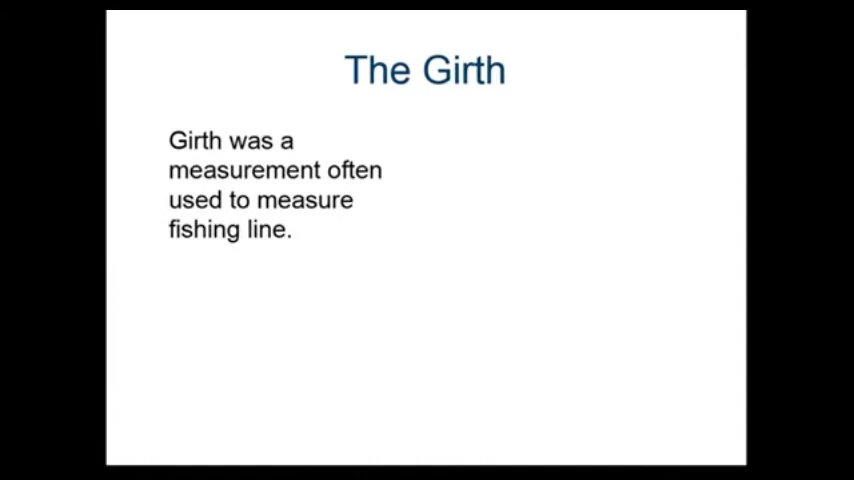 The Girth
Girth was a
measurement often
used to measure
fishing line.